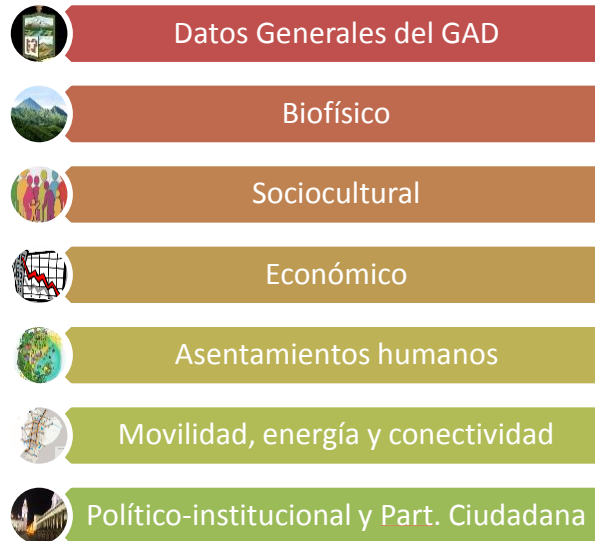 Datos Generales del GAD
Biofísico
Sociocultural
Económico
Asentamientos humanos
Movilidad, energía y conectividad
Político-institucional y Part. Ciudadana